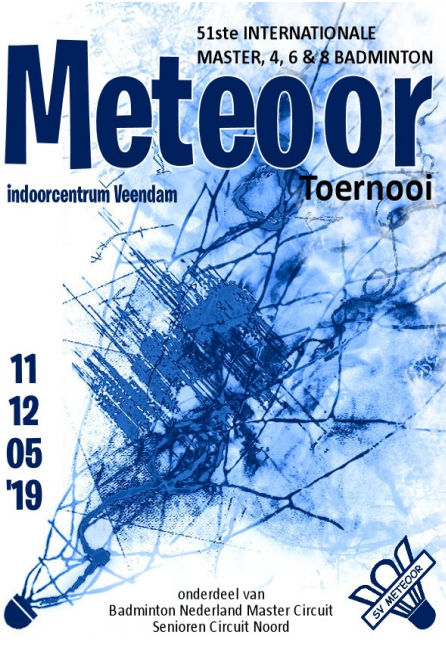 51ste INTERNATIONALE
MASTER, 4, 6 & 8 BADMINTON
Meteoor
indoorcentrum Veendam
Toernooi
11
12
05
'19
SV METEOOR
onderdeel van
Badminton Nederland Master Circuit
Senioren Circuit Noord